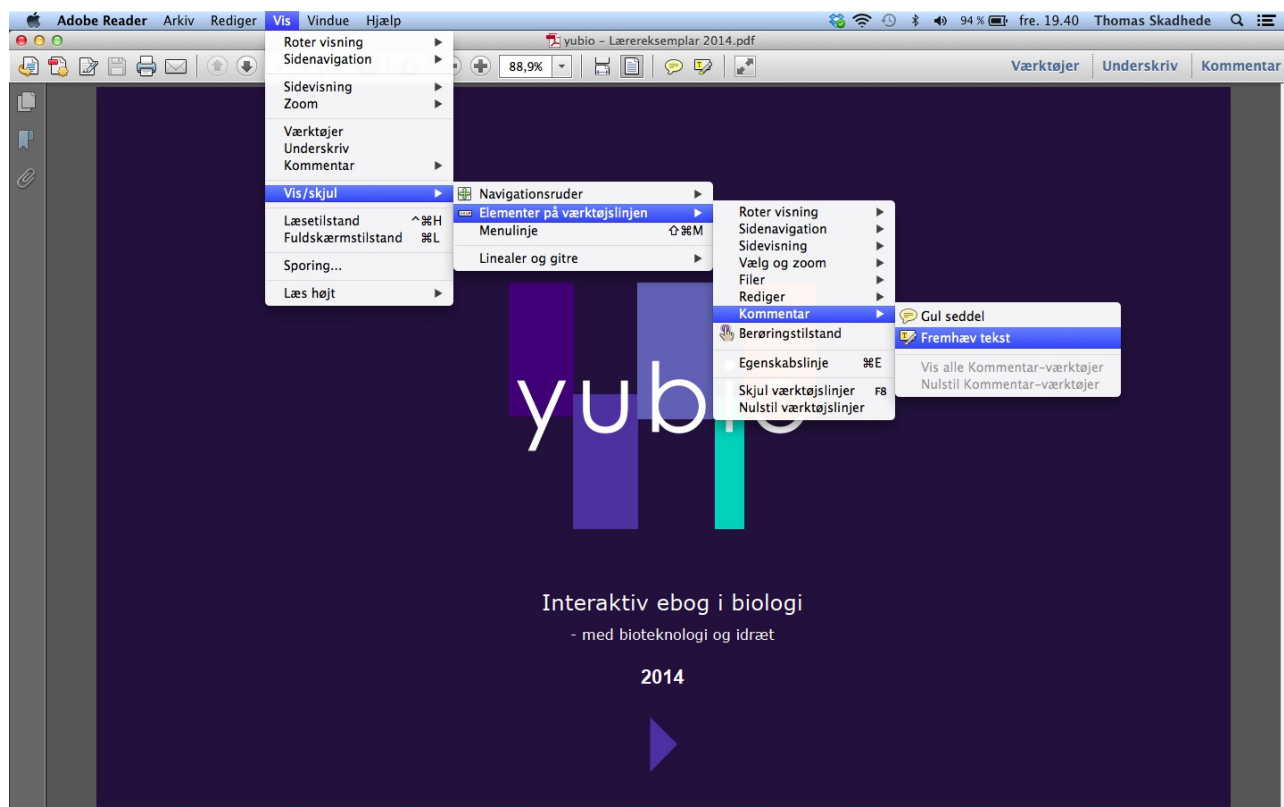 Adobe Reader Arkiv Rediger Vis Vindue Hjælp 94 % fre. 19.40 Thomas Skadhede
yubio – Lærereksemplar 2014.pdf
88,9% Værktøjer Underskriv Kommentar
Roter visning
Sidenavigation
Sidevisning
Zoom
Værktøjer
Underskriv
Kommentar
Vis/skjul
Læsetilstand ^⌘H
Fuldskærmstilstand ⌘L
Sporing...
Læs højt
Navigationsruder
Elementer på værktøjslinjen
Menulinje ⇧⌘M
Linealer og gitre
Roter visning
Sidenavigation
Sidevisning
Vælg og zoom
Filer
Rediger
Kommentar
Berøringstilstand
Egenskabslinje ⌘E
Skjul værktøjslinjer F8
Nulstil værktøjslinjer
Gul seddel
Fremhæv tekst
Vis alle Kommentar-værktøjer
Nulstil Kommentar-værktøjer
yubio
Interaktiv ebog i biologi
- med bioteknologi og idræt
2014